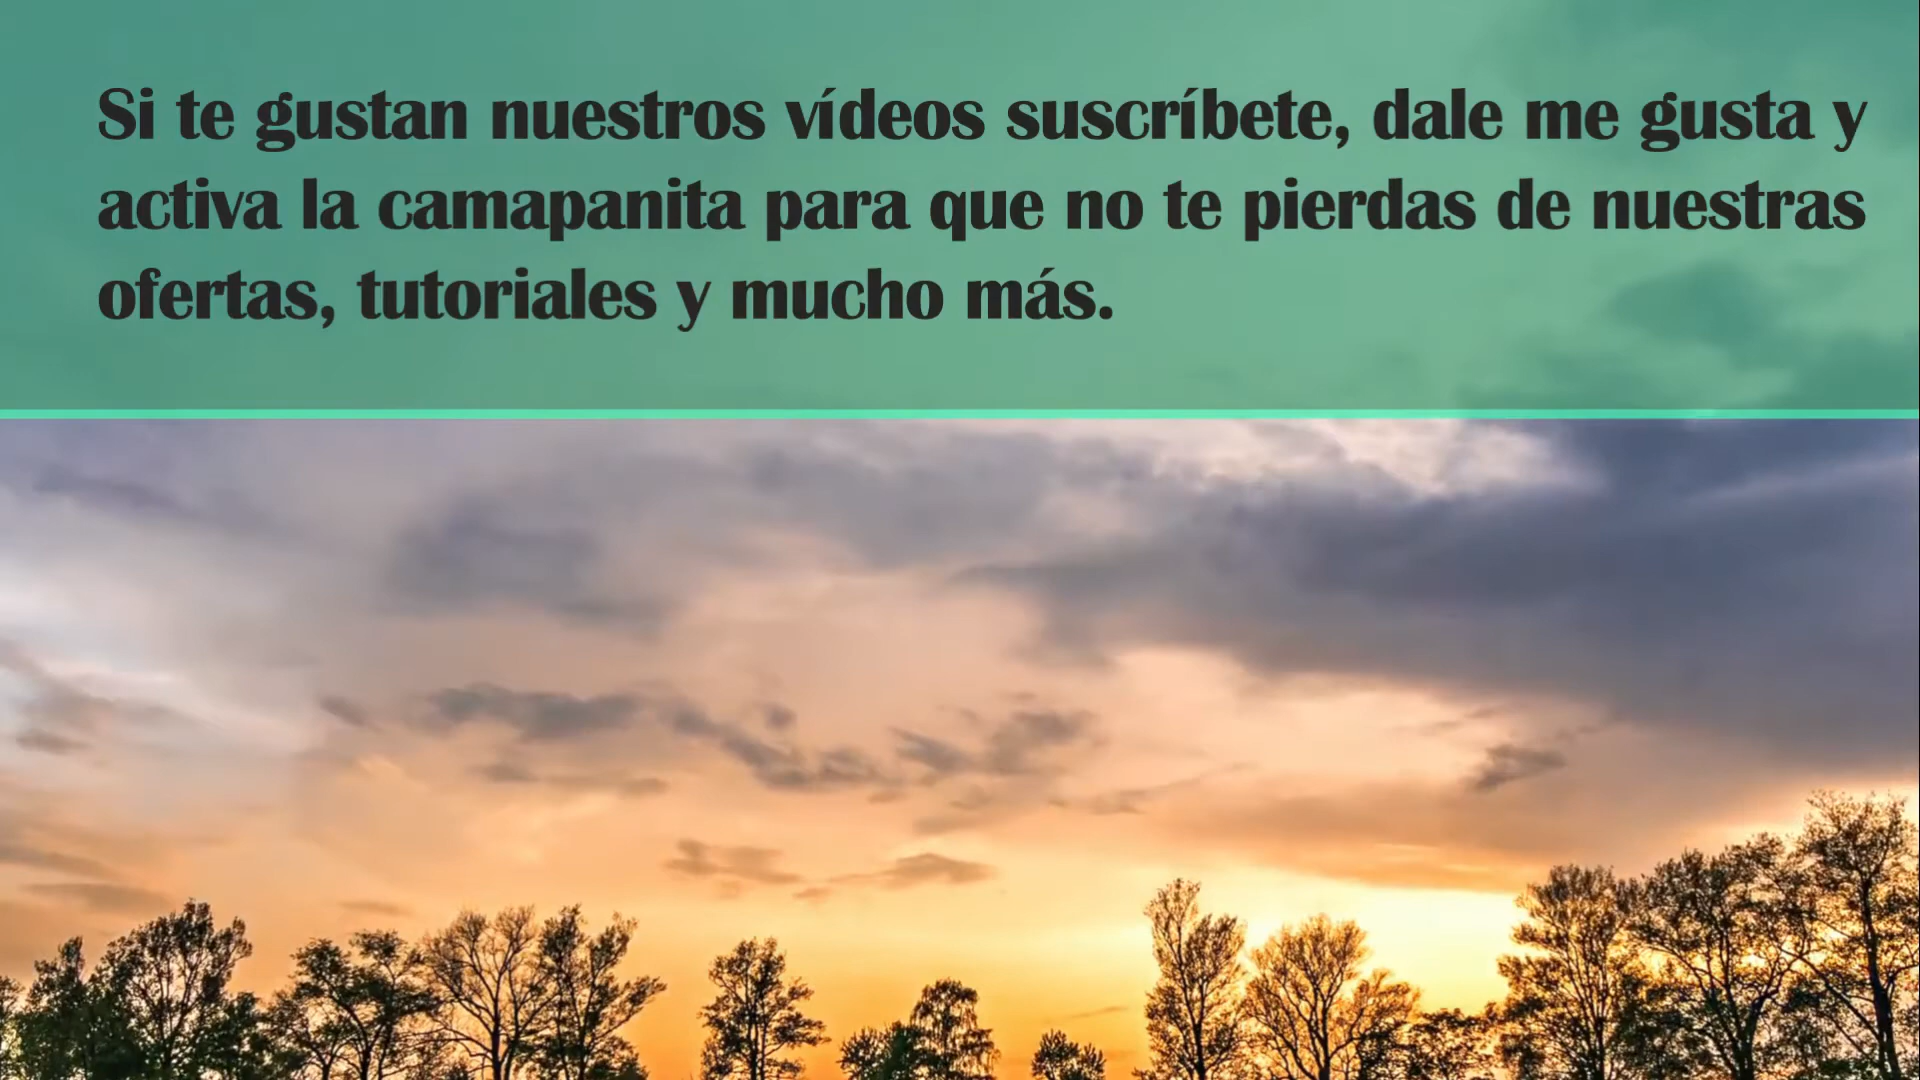 Si te gustan nuestros vídeos suscríbete, dale me gusta y
activa la camapanita para que no te pierdas de nuestras
ofertas, tutoriales y mucho más.